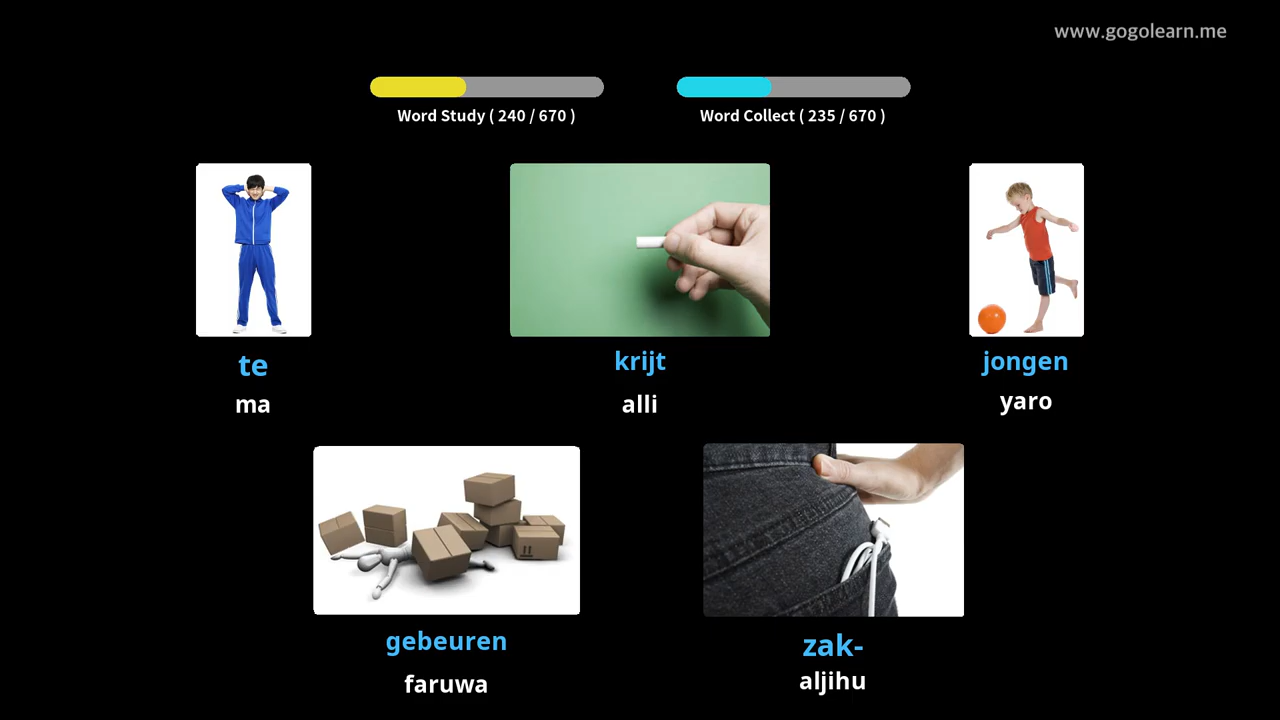 www.gogolearn.me
Word Study ( 240 / 670 )
Word Collect ( 235 / 670 )
te
ma
krijt
alli
jongen
yaro
gebeuren
faruwa
zak-
aljihu